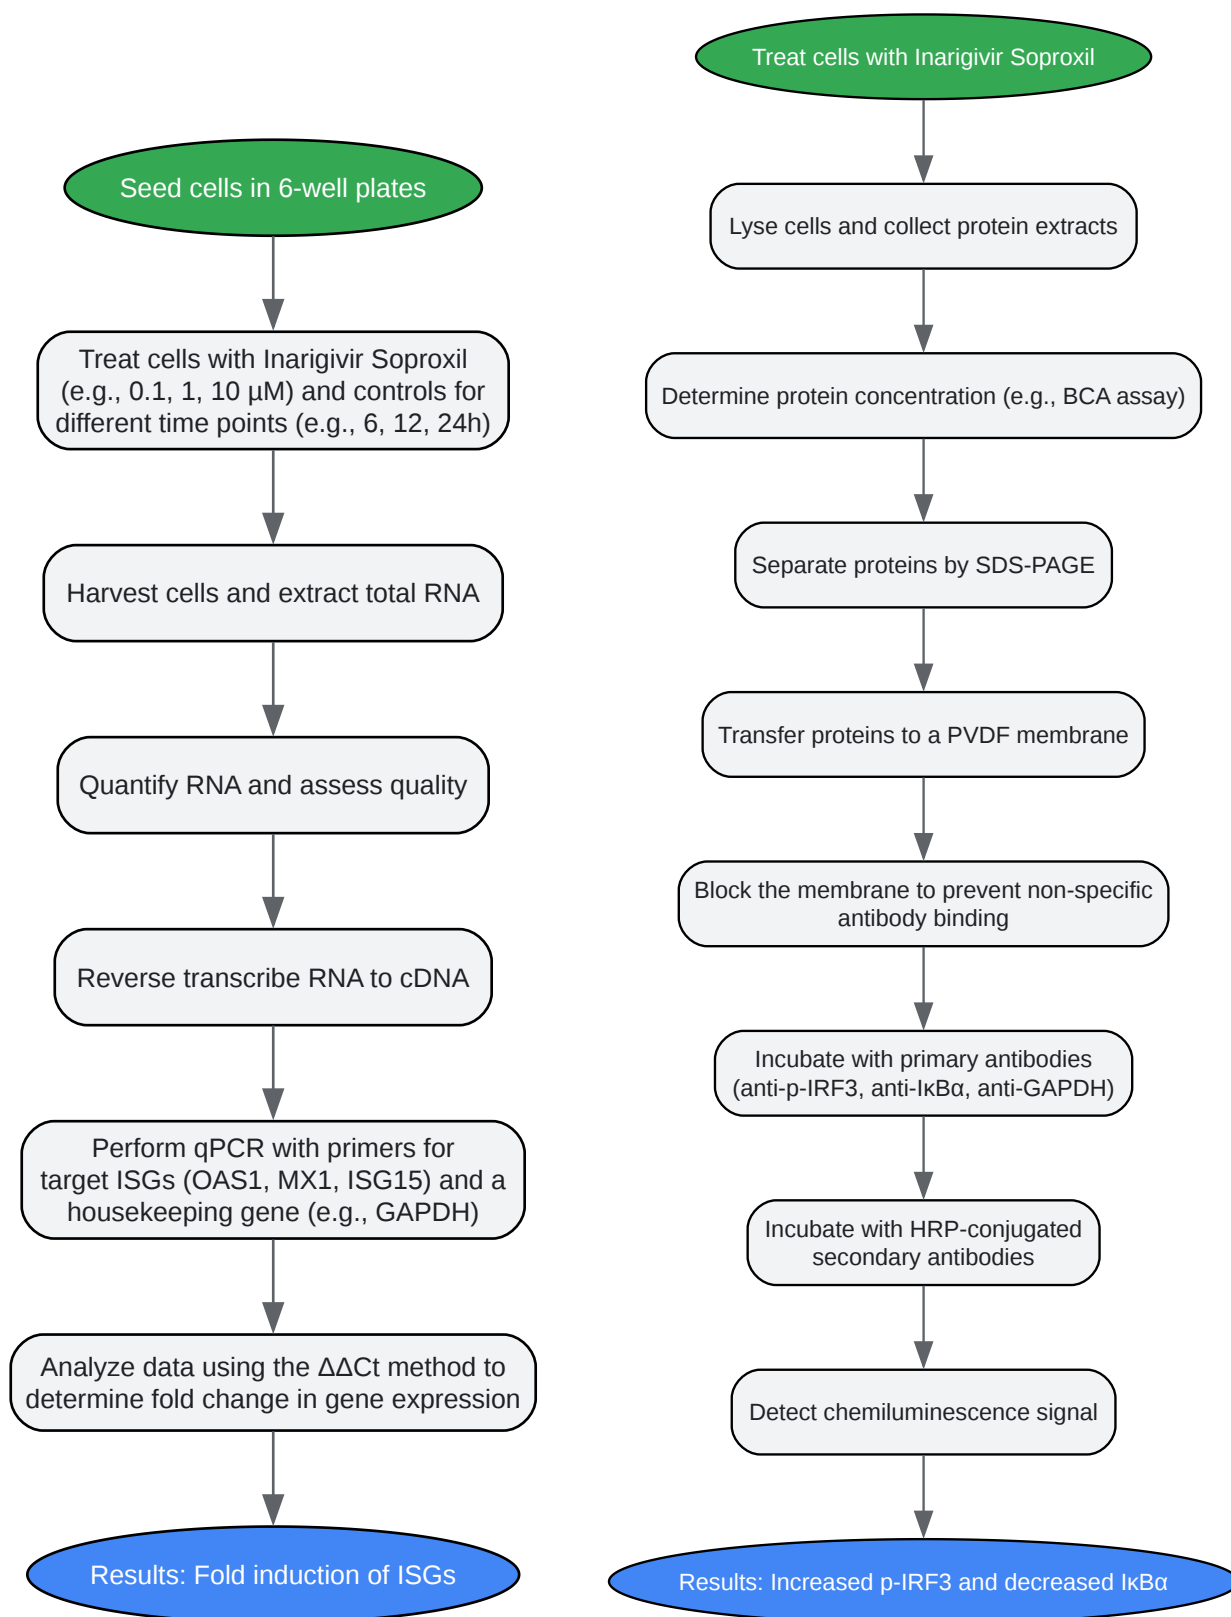 Seed cells in 6-well plates
Treat cells with Inarigivir Soproxil
(e.g., 0.1, 1, 10 µM) and controls for
different time points (e.g., 6, 12, 24h)
Harvest cells and extract total RNA
Quantify RNA and assess quality
Reverse transcribe RNA to cDNA
Perform qPCR with primers for
target ISGs (OAS1, MX1, ISG15) and a
housekeeping gene (e.g., GAPDH)
Analyze data using the ΔΔCt method to
determine fold change in gene expression
Results: Fold induction of ISGs
Treat cells with Inarigivir Soproxil
Lyse cells and collect protein extracts
Determine protein concentration (e.g., BCA assay)
Separate proteins by SDS-PAGE
Transfer proteins to a PVDF membrane
Block the membrane to prevent non-specific
antibody binding
Incubate with primary antibodies
(anti-p-IRF3, anti-IκBα, anti-GAPDH)
Incubate with HRP-conjugated
secondary antibodies
Detect chemiluminescence signal
Results: Increased p-IRF3 and decreased IκBα